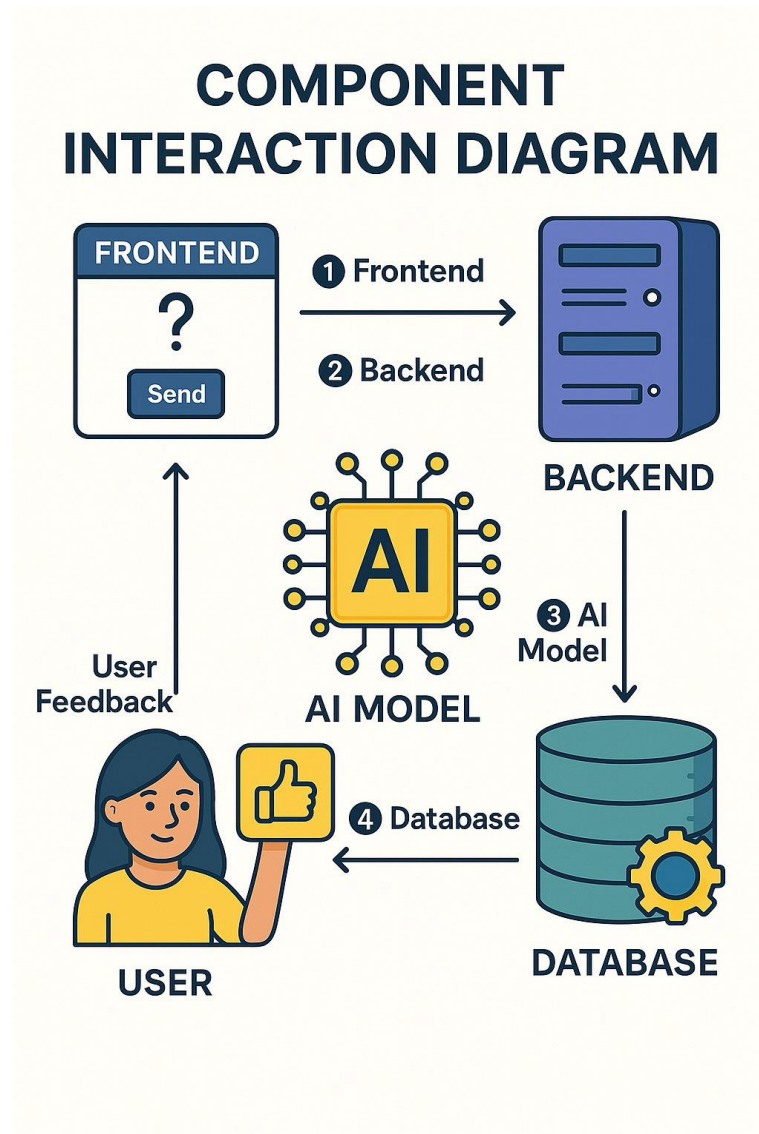 COMPONENT
INTERACTION DIAGRAM
FRONTEND
?
Send
1 Frontend
2 Backend
BACKEND
AI
AI MODEL
3 AI
Model
User
Feedback
4 Database
USER
DATABASE